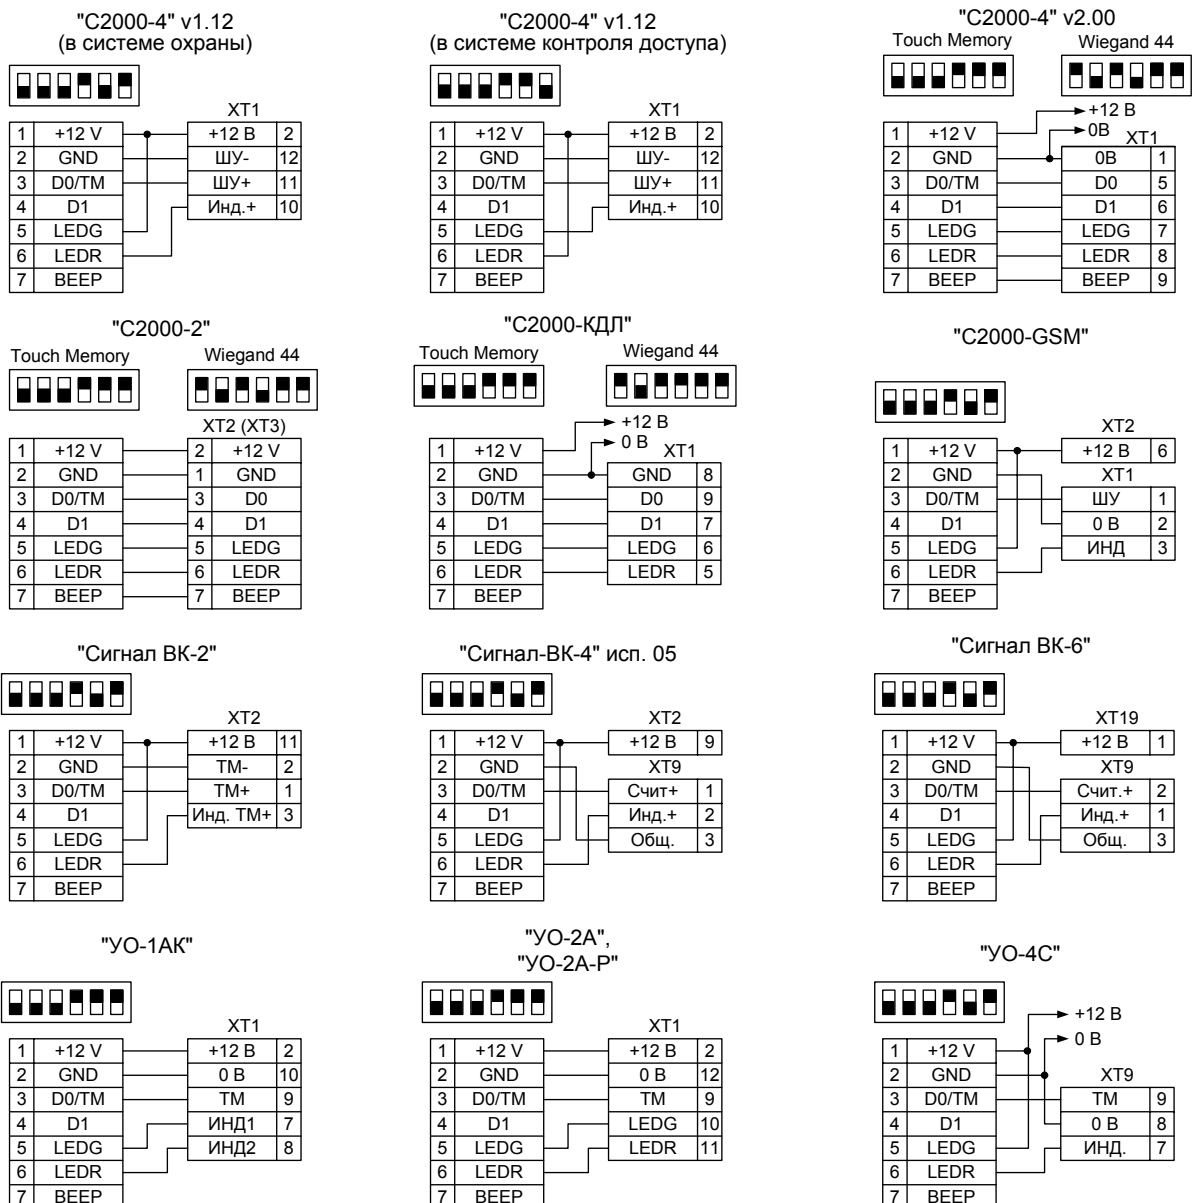 "С2000-4" v1.12
(в системе охраны)
XT1
1 +12 V +12 В 2
2 GND ШУ- 12
3 D0/TM ШУ+ 11
4 D1 Инд.+ 10
5 LEDG
6 LEDR
7 BEEP
"С2000-4" v1.12
(в системе контроля доступа)
XT1
1 +12 V +12 В 2
2 GND ШУ- 12
3 D0/TM ШУ+ 11
4 D1 Инд.+ 10
5 LEDG
6 LEDR
7 BEEP
"С2000-4" v2.00
Touch Memory Wiegand 44
+12 В
0В
XT1
1 +12 V
2 GND 0В 1
3 D0/TM D0 5
4 D1 D1 6
5 LEDG LEDG 7
6 LEDR LEDR 8
7 BEEP BEEP 9
"С2000-2"
Touch Memory Wiegand 44
XT2 (XT3)
1 +12 V 2 +12 V
2 GND 1 GND
3 D0/TM 3 D0
4 D1 4 D1
5 LEDG 5 LEDG
6 LEDR 6 LEDR
7 BEEP 7 BEEP
"С2000-КДЛ"
Touch Memory Wiegand 44
+12 В
0 В
XT1
1 +12 V
2 GND GND 8
3 D0/TM D0 9
4 D1 D1 7
5 LEDG LEDG 6
6 LEDR LEDR 5
7 BEEP
"С2000-GSM"
XT2
1 +12 V +12 В 6
2 GND XT1
3 D0/TM ШУ 1
4 D1 0 В 2
5 LEDG ИНД 3
6 LEDR
7 BEEP
"Сигнал ВК-2"
XT2
1 +12 V +12 В 11
2 GND ТМ- 2
3 D0/TM ТМ+ 1
4 D1 Инд. ТМ+ 3
5 LEDG
6 LEDR
7 BEEP
"Сигнал-ВК-4" исп. 05
XT2
1 +12 V +12 В 9
2 GND XT9
3 D0/TM Счит+ 1
4 D1 Инд.+ 2
5 LEDG Общ. 3
6 LEDR
7 BEEP
"Сигнал ВК-6"
XT19
1 +12 V +12 В 1
2 GND XT9
3 D0/TM Счит.+ 2
4 D1 Инд.+ 1
5 LEDG Общ. 3
6 LEDR
7 BEEP
"УО-1АК"
XT1
1 +12 V +12 В 2
2 GND 0 В 10
3 D0/TM ТМ 9
4 D1 ИНД1 7
5 LEDG ИНД2 8
6 LEDR
7 BEEP
"УО-2А",
"УО-2А-Р"
XT1
1 +12 V +12 В 2
2 GND 0 В 12
3 D0/TM ТМ 9
4 D1 LEDG 10
5 LEDG LEDR 11
6 LEDR
7 BEEP
"УО-4С"
+12 В
0 В
1 +12 V
2 GND XT9
3 D0/TM ТМ 9
4 D1 0 В 8
5 LEDG ИНД. 7
6 LEDR
7 BEEP